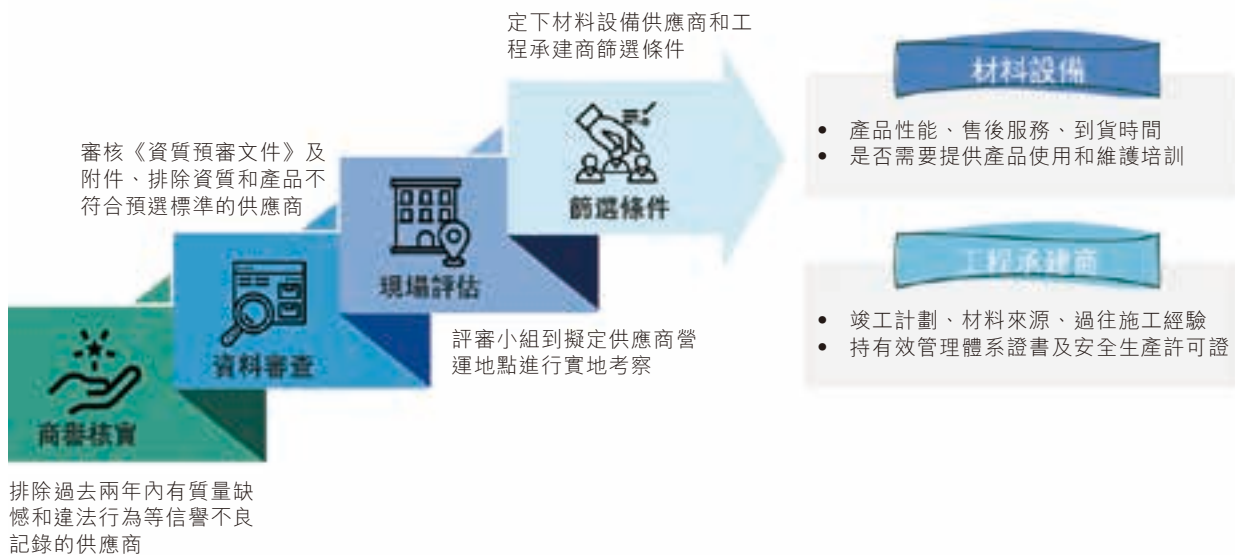 定下材料設備供應商和工
程承建商篩選條件
材料設備
• 產品性能、售後服務、到貨時間
• 是否需要提供產品使用和維護培訓
審核《資質預審文件》及
附件、排除資質和產品不
符合預選標準的供應商
篩選條件
現場評估
工程承建商
• 竣工計劃、材料來源、過往施工經驗
• 持有效管理體系證書及安全生產許可證
評審小組到擬定供應商營
運地點進行實地考察
資料審查
商譽核實
排除過去兩年內有質量缺
憾和違法行為等信譽不良
記錄的供應商